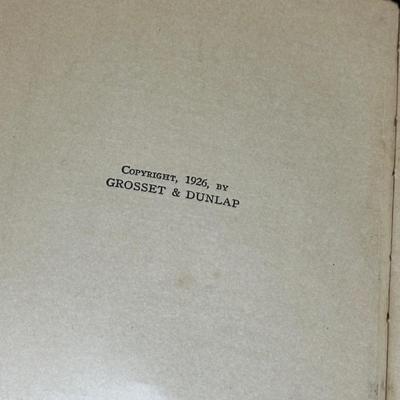 Copyright, 1926, by
GROSSET & DUNLAP